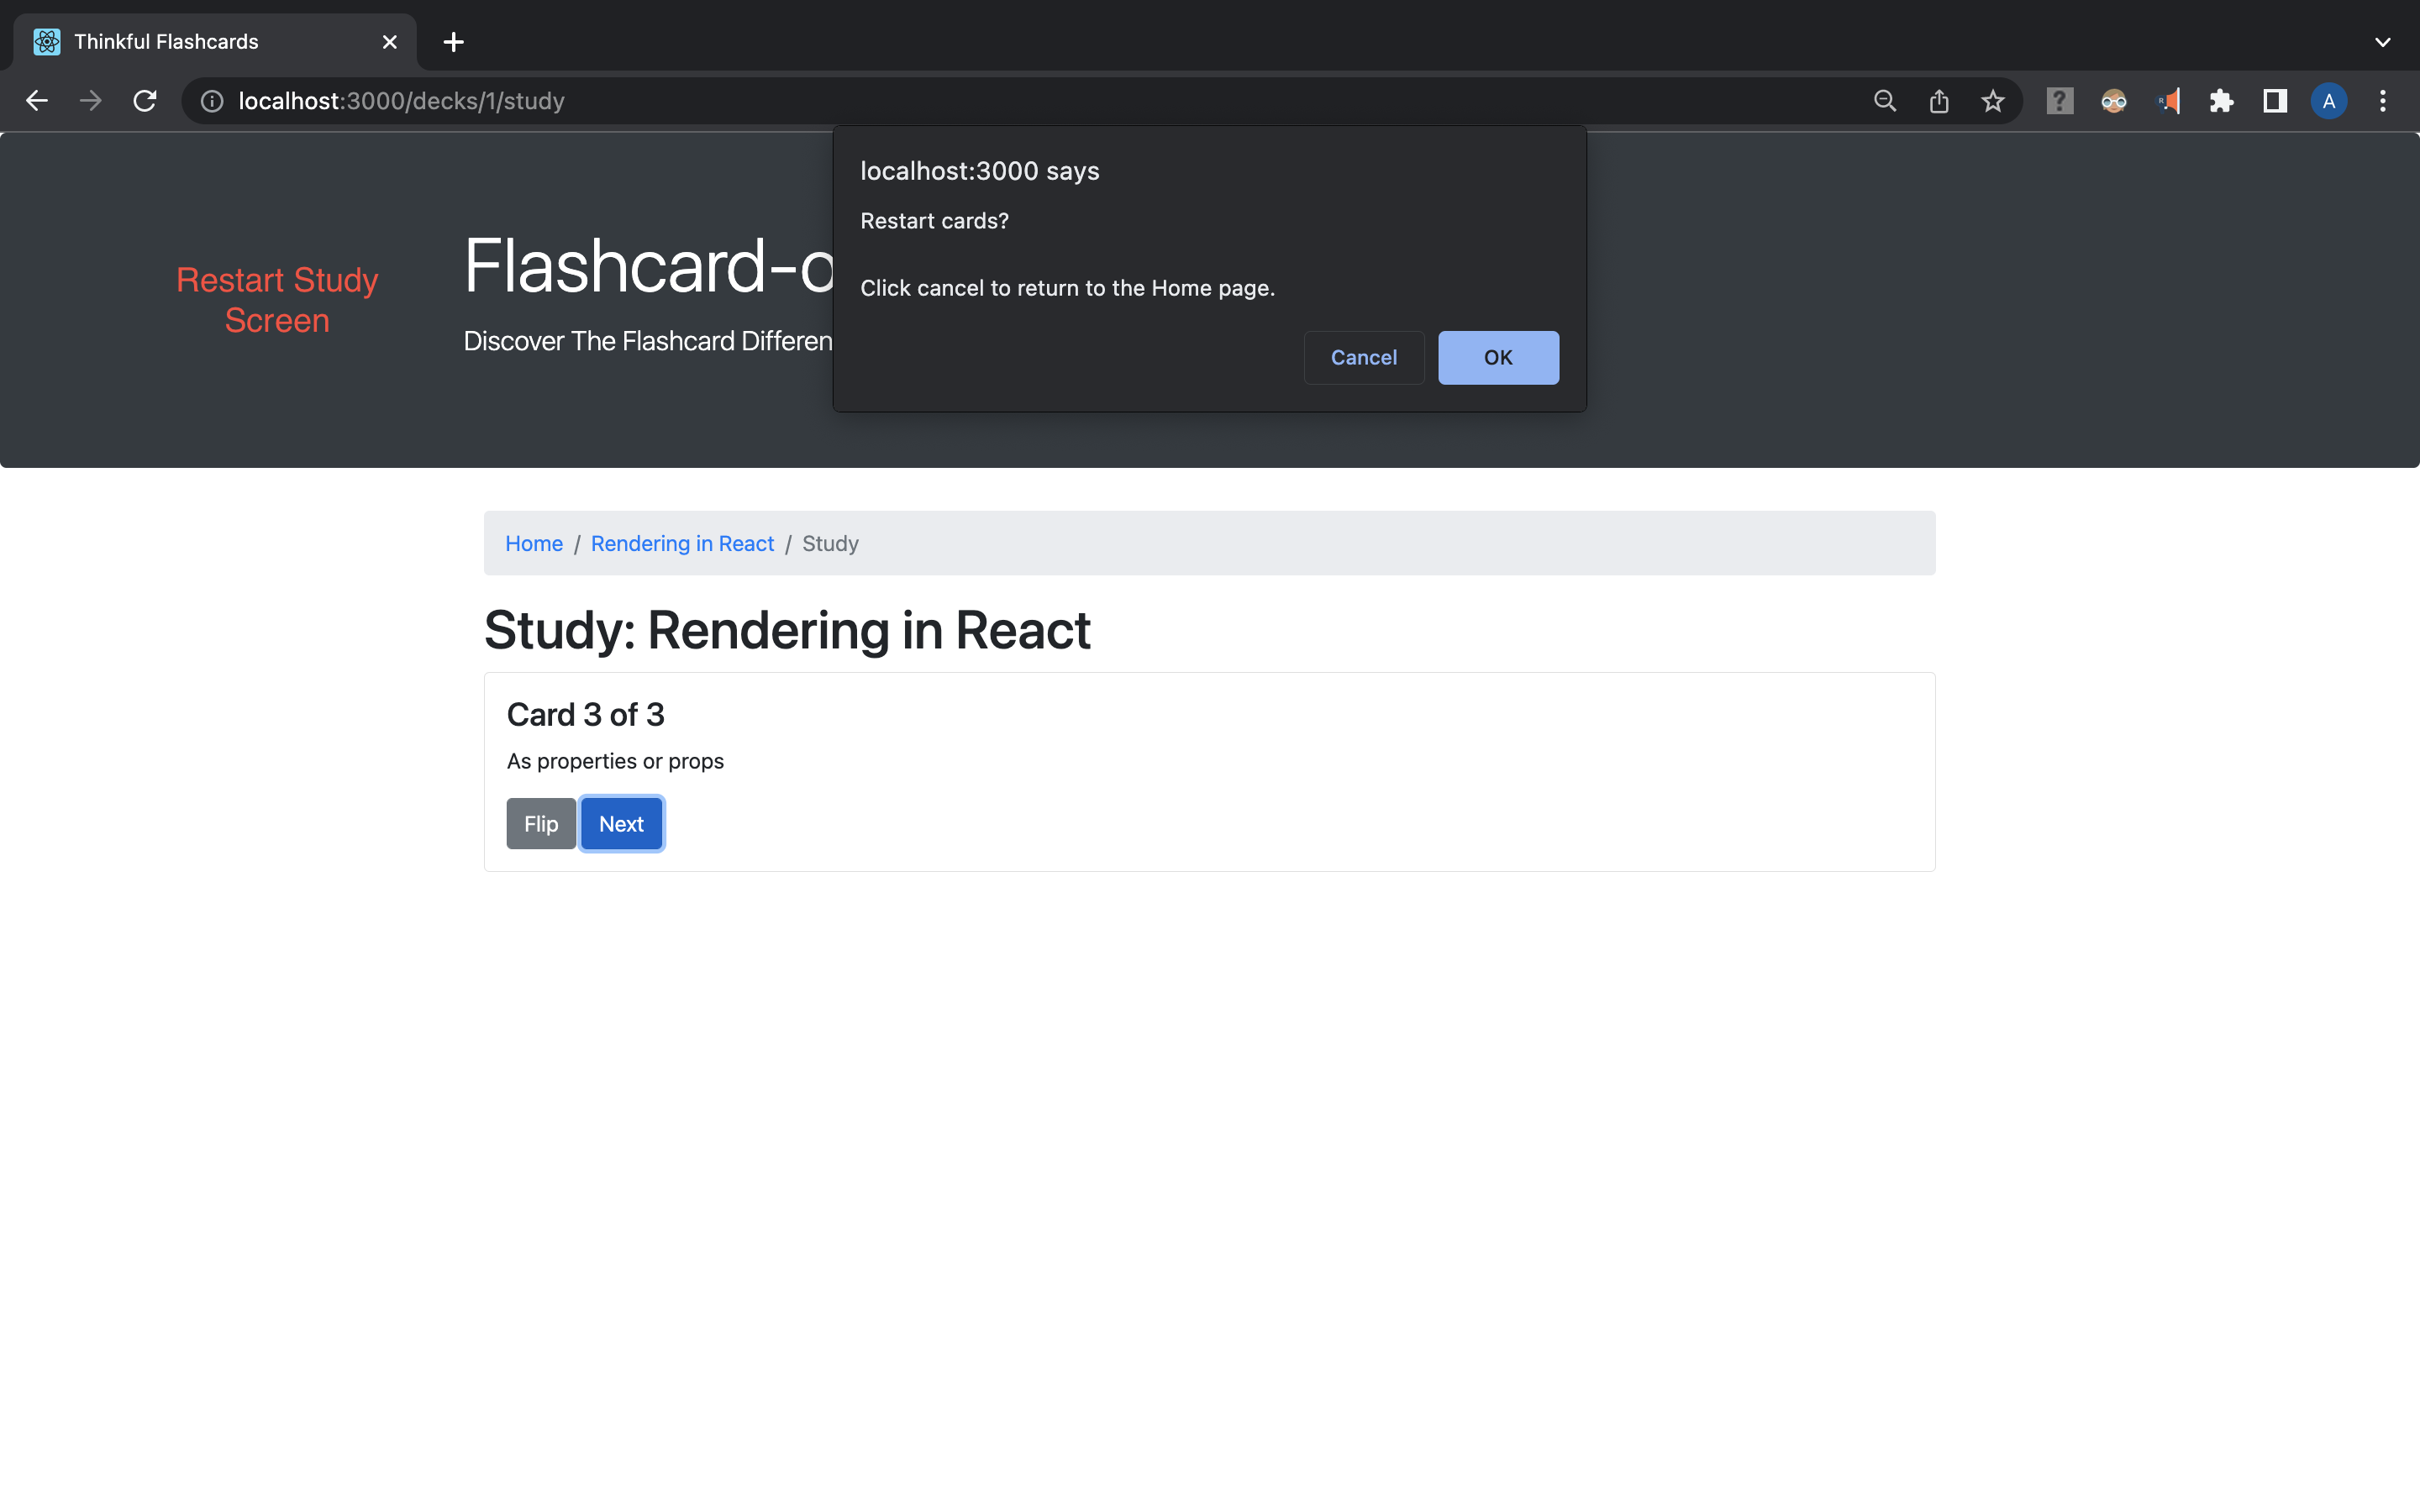 Thinkful Flashcards
localhost:3000/decks/1/study
A
localhost:3000 says
Restart cards?
Click cancel to return to the Home page.
Cancel
OK
Restart Study
Screen
Flashcard-o
Discover The Flashcard Differen
Home / Rendering in React / Study
Study: Rendering in React
Card 3 of 3
As properties or props
Flip
Next